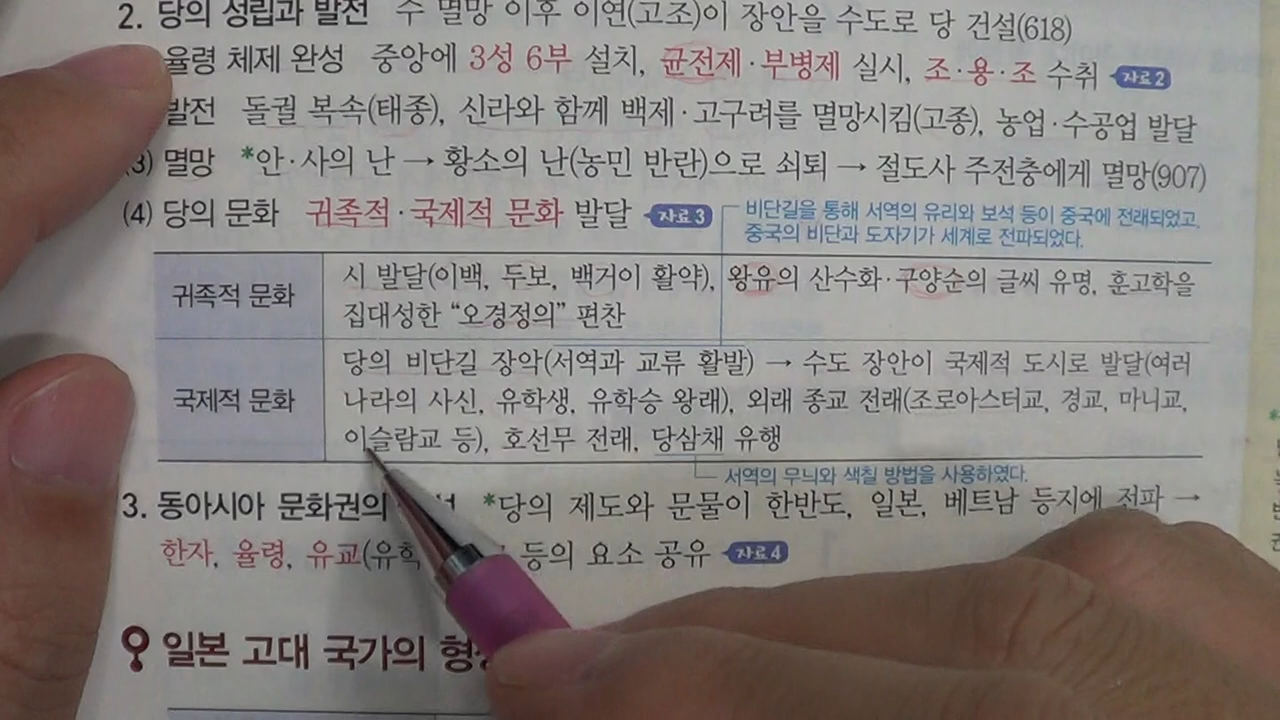 2. 당의 성립과 발전 수 멸망 이후 이연(고조)이 장안을 수도로 당 건설(618)
율령 체제 완성 중앙에 3성 6부 설치, 균전제·부병제 실시, 조·용·조 수취 자료2
발전 돌궐 복속(태종), 신라와 함께 백제·고구려를 멸망시킴(고종), 농업·수공업 발달
3) 멸망 *안·사의 난 → 황소의 난(농민 반란)으로 쇠퇴 → 절도사 주전충에게 멸망(907)
(4) 당의 문화 귀족적·국제적 문화 발달 자료3
비단길을 통해 서역의 유리와 보석 등이 중국에 전래되었고,
중국의 비단과 도자기가 세계로 전파되었다.
귀족적 문화
시 발달(이백, 두보, 백거이 활약), 왕유의 산수화·구양순의 글씨 유명, 훈고학을
집대성한 “오경정의” 편찬
국제적 문화
당의 비단길 장악(서역과 교류 활발) → 수도 장안이 국제적 도시로 발달(여러
나라의 사신, 유학생, 유학승 왕래), 외래 종교 전래(조로아스터교, 경교, 마니교,
이슬람교 등), 호선무 전래, 당삼채 유행
서역의 무늬와 색칠 방법을 사용하였다.
3. 동아시아 문화권의 *당의 제도와 문물이 한반도, 일본, 베트남 등지에 전파 →
한자, 율령, 유교(유학 등의 요소 공유 자료4
일본 고대 국가의